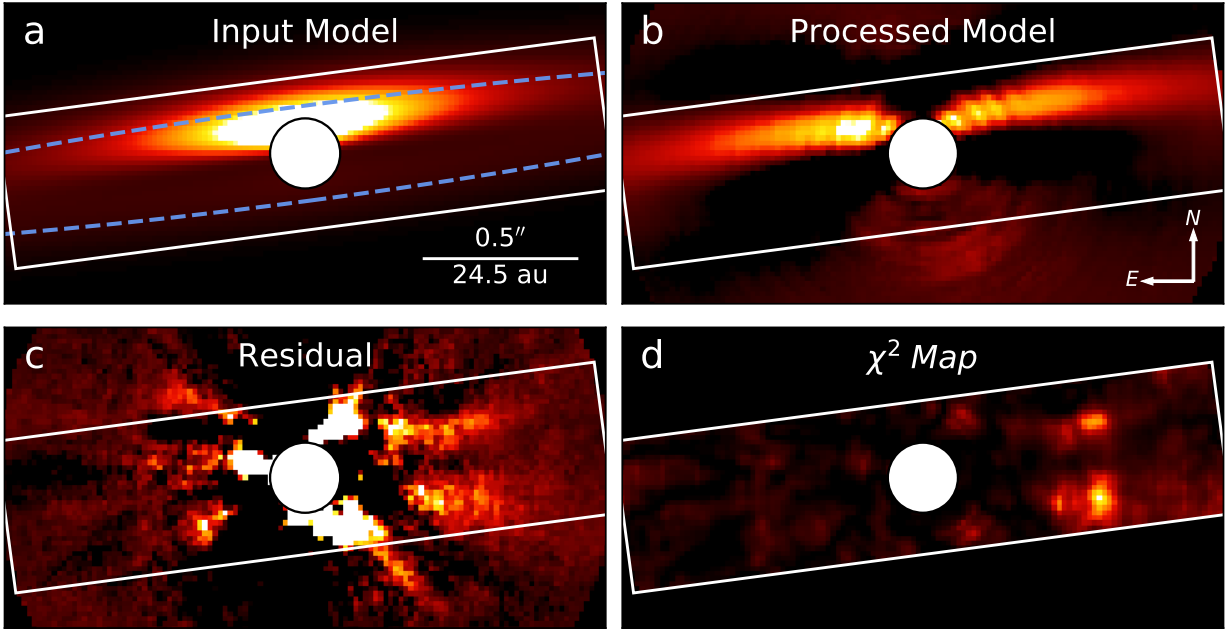 a
Input Model
0.5″
24.5 au
b
Processed Model
N
E
c
Residual
d
χ² Map